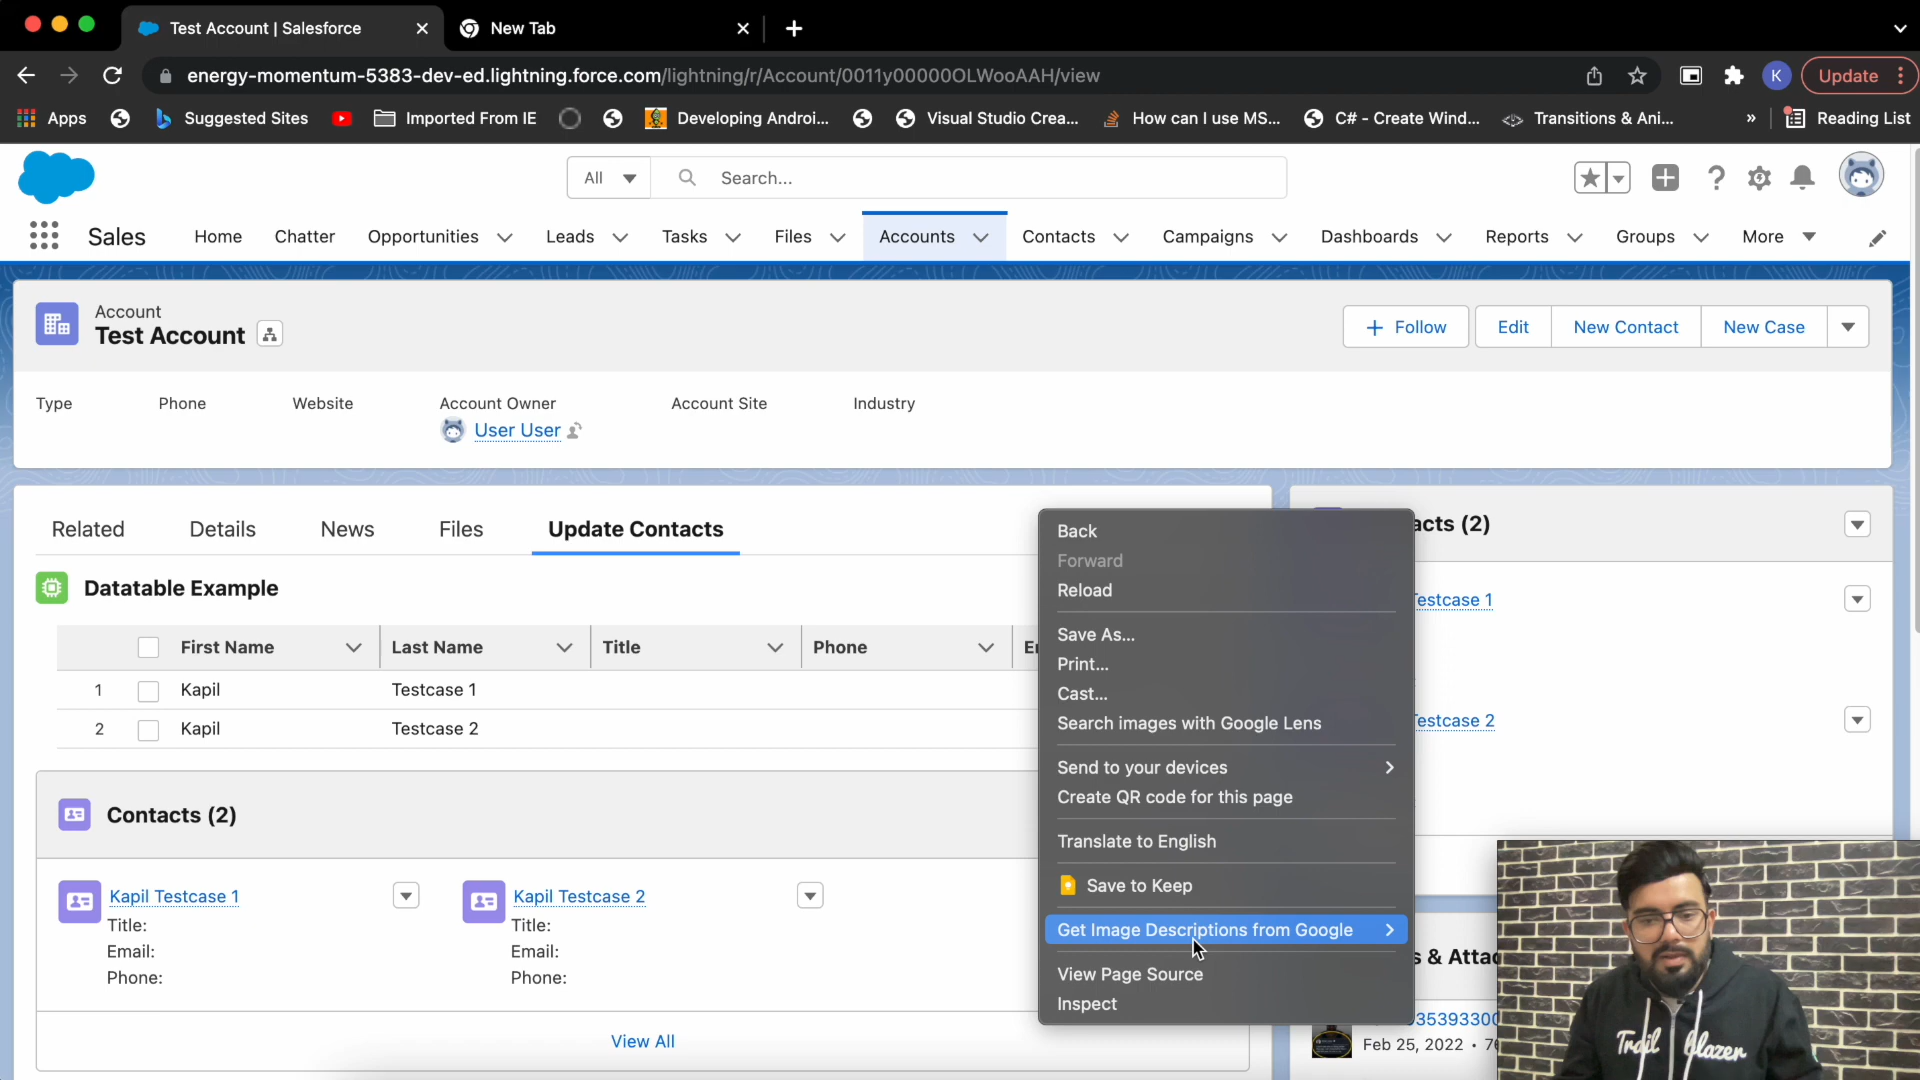 Test Account | Salesforce
New Tab
energy-momentum-5383-dev-ed.lightning.force.com/lightning/r/Account/0011y00000OLWooAAH/view
K
Update
Apps
Suggested Sites
Imported From IE
Developing Androi...
Visual Studio Crea...
How can I use MS...
C# - Create Wind...
Transitions & Ani...
»
Reading List
All
Search...
Sales
Home
Chatter
Opportunities
Leads
Tasks
Files
Accounts
Contacts
Campaigns
Dashboards
Reports
Groups
More
Account
Test Account
+ Follow
Edit
New Contact
New Case
Type
Phone
Website
Account Owner
Account Site
Industry
User User
Related
Details
News
Files
Update Contacts
Datatable Example
First Name
Last Name
Title
Phone
1 Kapil Testcase 1
2 Kapil Testcase 2
Contacts (2)
Kapil Testcase 1
Title:
Email:
Phone:
Kapil Testcase 2
Title:
Email:
Phone:
View All
Back
Forward
Reload
Save As...
Print...
Cast...
Search images with Google Lens
Send to your devices
Create QR code for this page
Translate to English
Save to Keep
Get Image Descriptions from Google
View Page Source
Inspect
acts (2)
estcase 1
estcase 2
s & Attac
35393300
Feb 25, 2022 •
Trail blazer